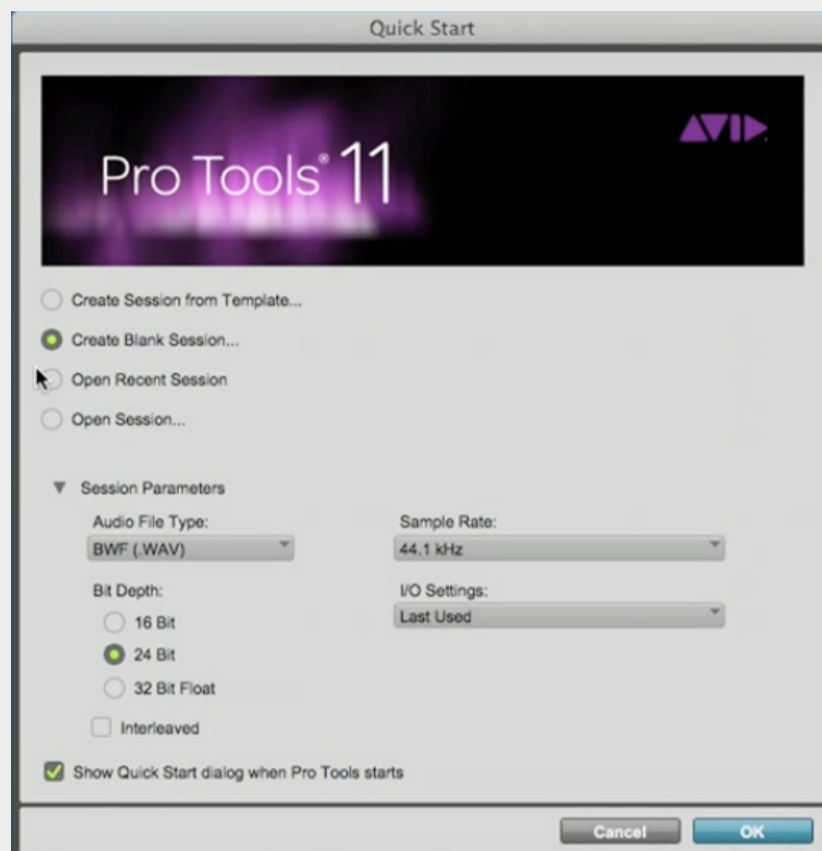 Quick Start
Pro Tools® 11
AVID
Create Session from Template...
Create Blank Session...
Open Recent Session
Open Session...
Session Parameters
Audio File Type:
Sample Rate:
BWF (.WAV)
44.1 kHz
Bit Depth:
I/O Settings:
16 Bit
Last Used
24 Bit
32 Bit Float
Interleaved
Show Quick Start dialog when Pro Tools starts
Cancel
OK